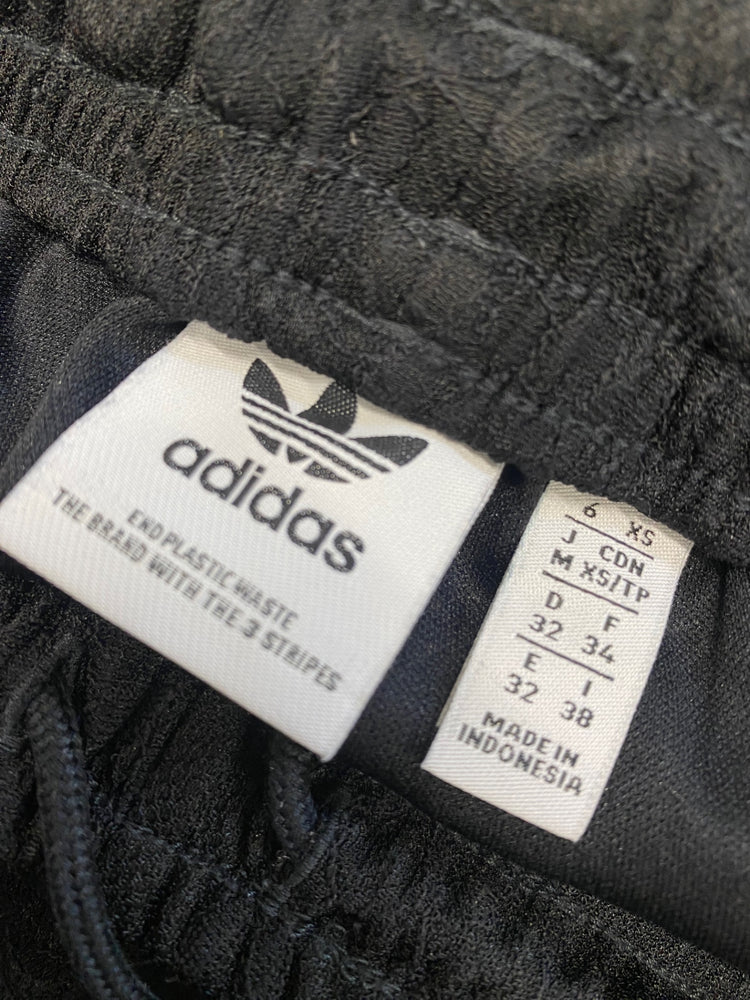 adidas
END PLASTIC WASTE
THE BRAND WITH THE 3 STRIPES
6 XS
J CDN
M XS/TP
D F
32 34
E I
32 38
MADE IN
INDONESIA